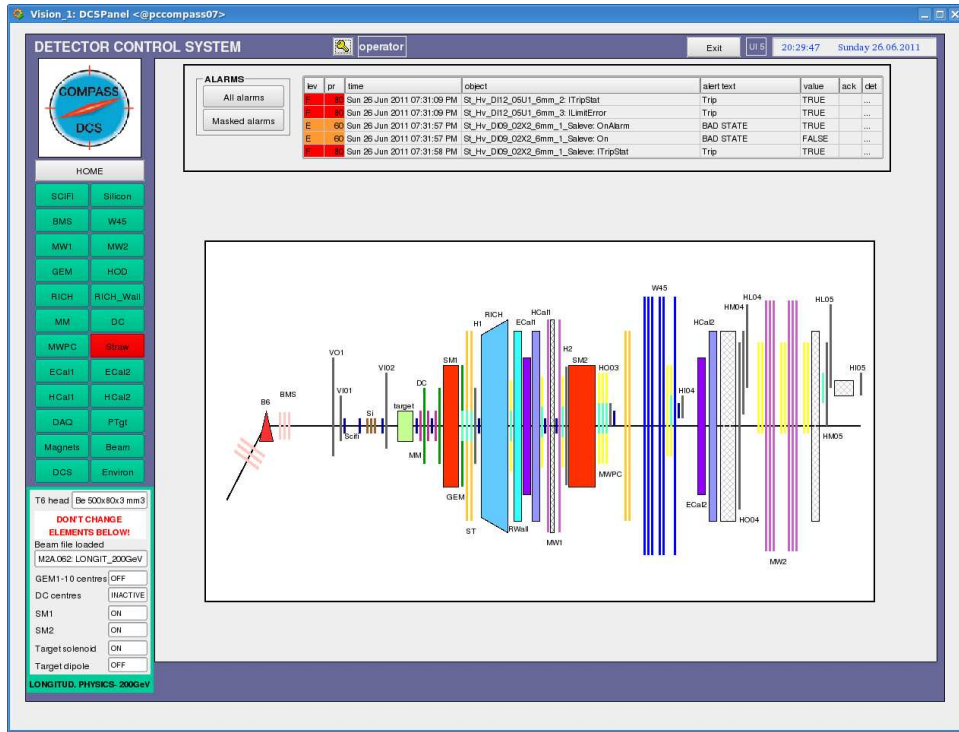 Vision_1: DCSPanel <@pccompass07>
DETECTOR CONTROL SYSTEM
operator
Exit
UI 5
20:29:47 Sunday 26.06.2011
COMPASS
DCS
ALARMS
All alarms
Masked alarms
lev pr time object alert text value ack det
F 80 Sun 26 Jun 2011 07:31:09 PM St_Hv_Dl12_05U1_6mm_2: ITripStat Trip TRUE ...
F 80 Sun 26 Jun 2011 07:31:09 PM St_Hv_Dl12_05U1_6mm_3: ILimitError Trip TRUE ...
E 60 Sun 26 Jun 2011 07:31:57 PM St_Hv_Dl09_02X2_6mm_1_Saleve: OnAlarm BAD STATE TRUE ...
E 60 Sun 26 Jun 2011 07:31:57 PM St_Hv_Dl09_02X2_6mm_1_Saleve: On BAD STATE FALSE ...
F 80 Sun 26 Jun 2011 07:31:58 PM St_Hv_Dl09_02X2_6mm_1_Saleve: ITripStat Trip TRUE ...
HOME
SCIFI Silicon
BMS W45
MW1 MW2
GEM HOD
RICH RICH_Wall
MM DC
MWPC Straw
ECal1 ECal2
HCal1 HCal2
DAQ PTgt
Magnets Beam
DCS Environ
T6 head Be 500x80x3 mm3
DON'T CHANGE
ELEMENTS BELOW!
Beam file loaded
M2A.062: LONGIT_200GeV
GEM1-10 centres OFF
DC centres INACTIVE
SM1 ON
SM2 ON
Target solenoid ON
Target dipole OFF
LONGITUD. PHYSICS- 200GeV
W45
HL04
HL05
HM04
RICH
HCal1
ECal1
H1
HCal2
H2
VO1
SM1
SM2
HO03
VI02
HI05
DC
VI01
HI04
BMS
B6
target
Si
Scifi
HM05
MM
MWPC
GEM
ECal2
HO04
ST
RWall
MW1
MW2